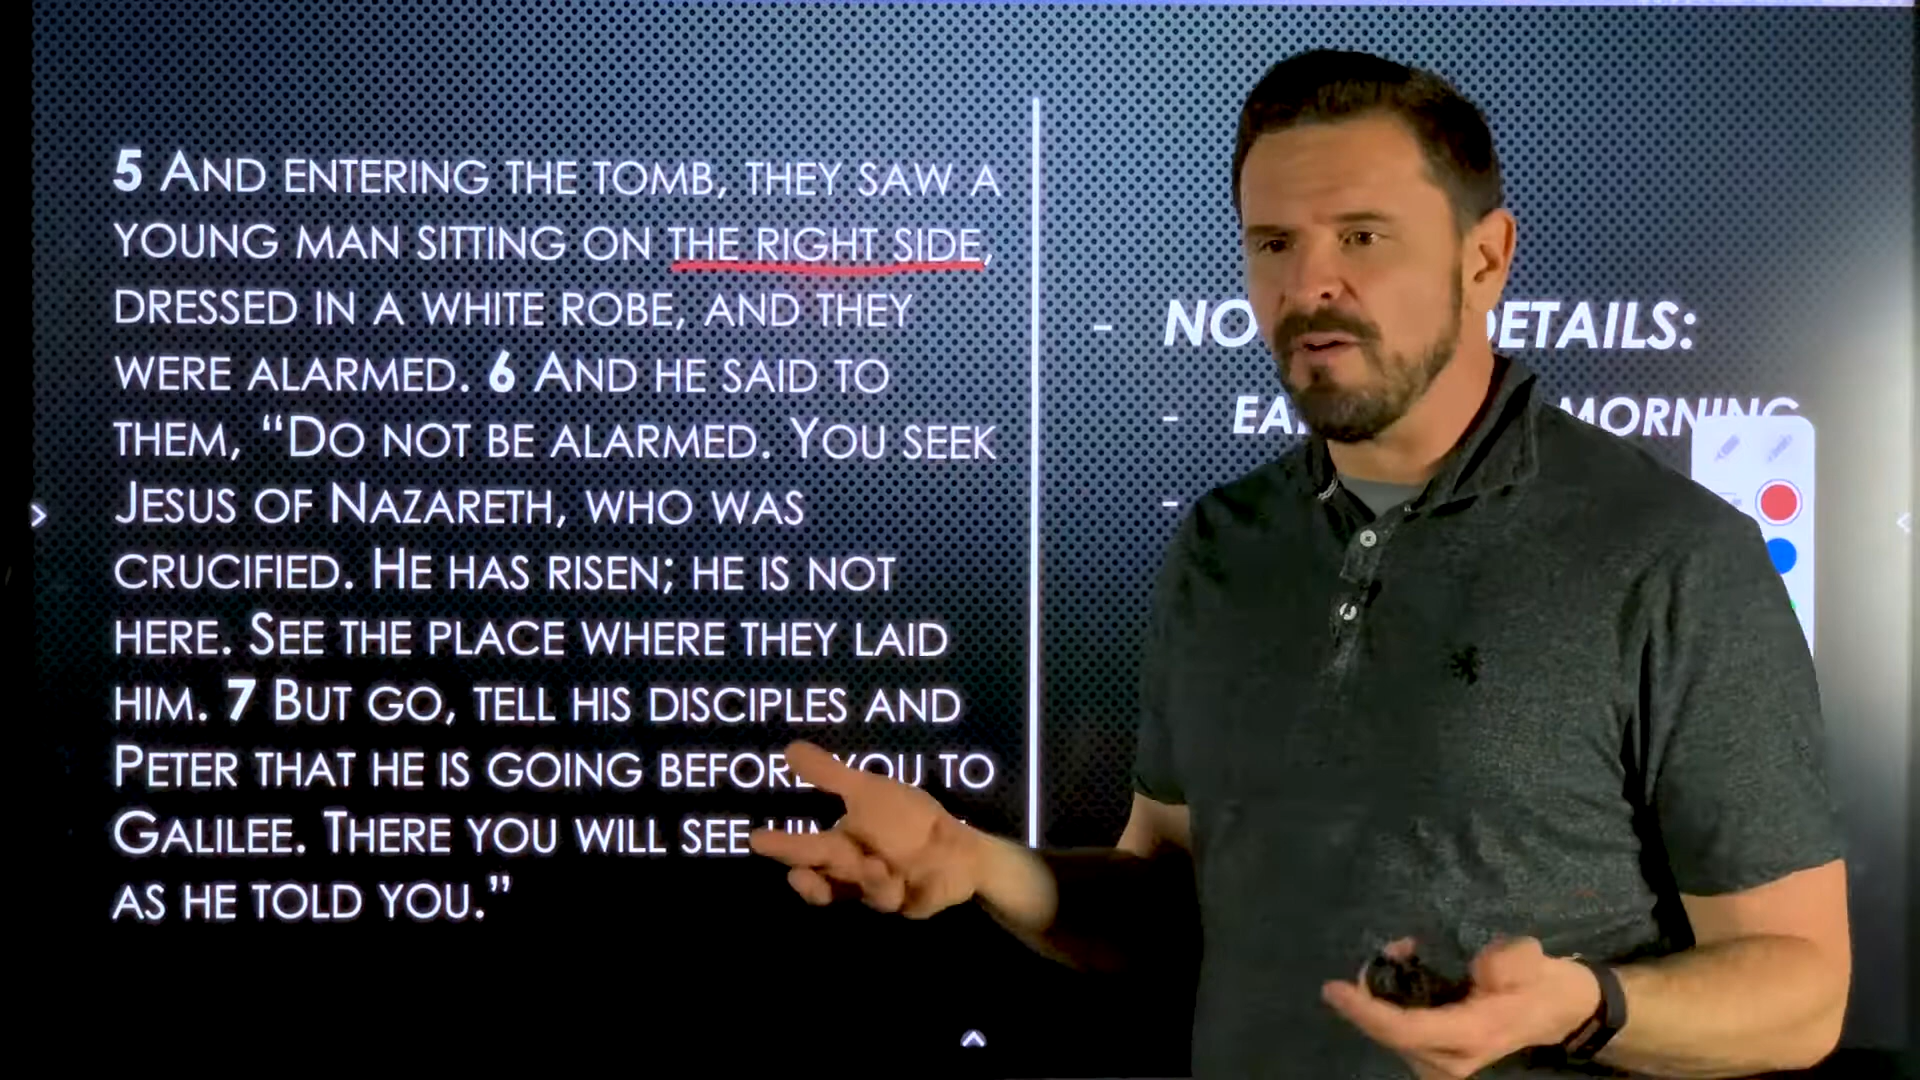 5 And entering the tomb, they saw a
young man sitting on the right side,
dressed in a white robe, and they
were alarmed. 6 And he said to
them, “Do not be alarmed. You seek
Jesus of Nazareth, who was
crucified. He has risen; he is not
here. See the place where they laid
him. 7 But go, tell his disciples and
Peter that he is going before you to
Galilee. There you will see
as he told you.”
- DETAILS:
- MORNING
-